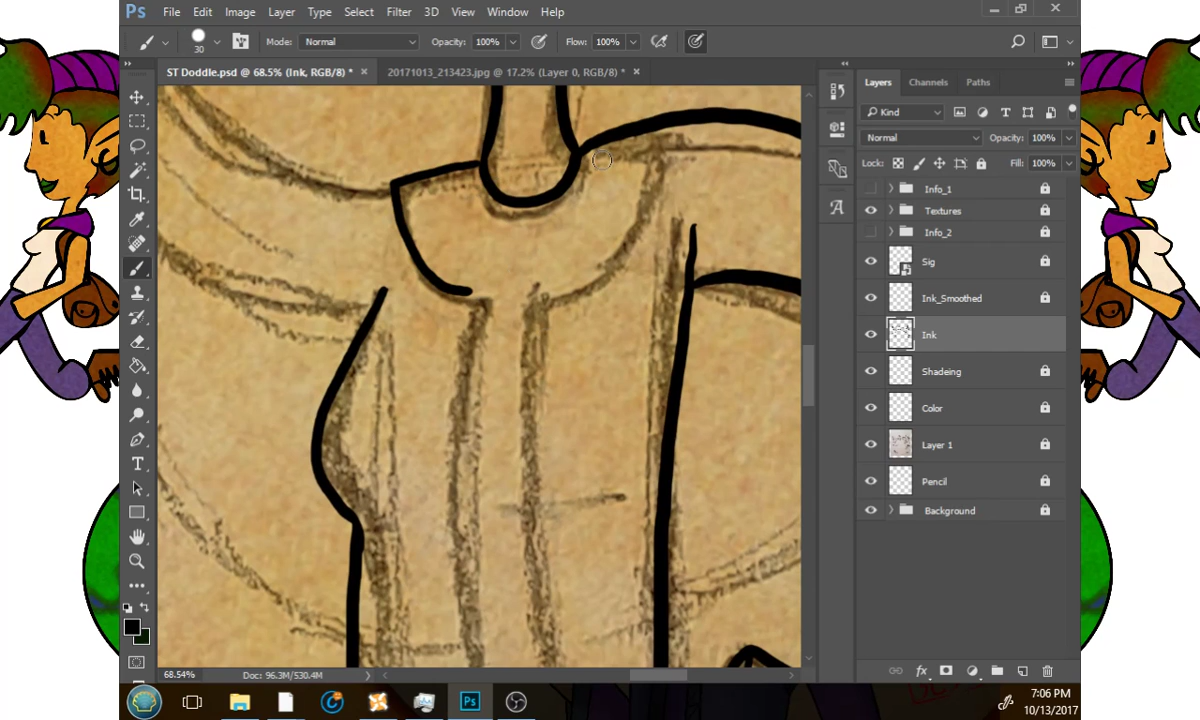 Ps File Edit Image Layer Type Select Filter 3D View Window Help
30 Mode: Normal Opacity: 100% Flow: 100%
ST Doddle.psd @ 68.5% (Ink, RGB/8) * × 20171013_213423.jpg @ 17.2% (Layer 0, RGB/8) * ×
Layers Channels Paths
Kind
Normal Opacity: 100%
Lock: Fill: 100%
Info_1
Textures
Info_2
Sig
Ink_Smoothed
Ink
Shadeing
Color
Layer 1
Pencil
Background
68.54% Doc: 96.3M/530.4M
fx
Ps 7:06 PM
10/13/2017